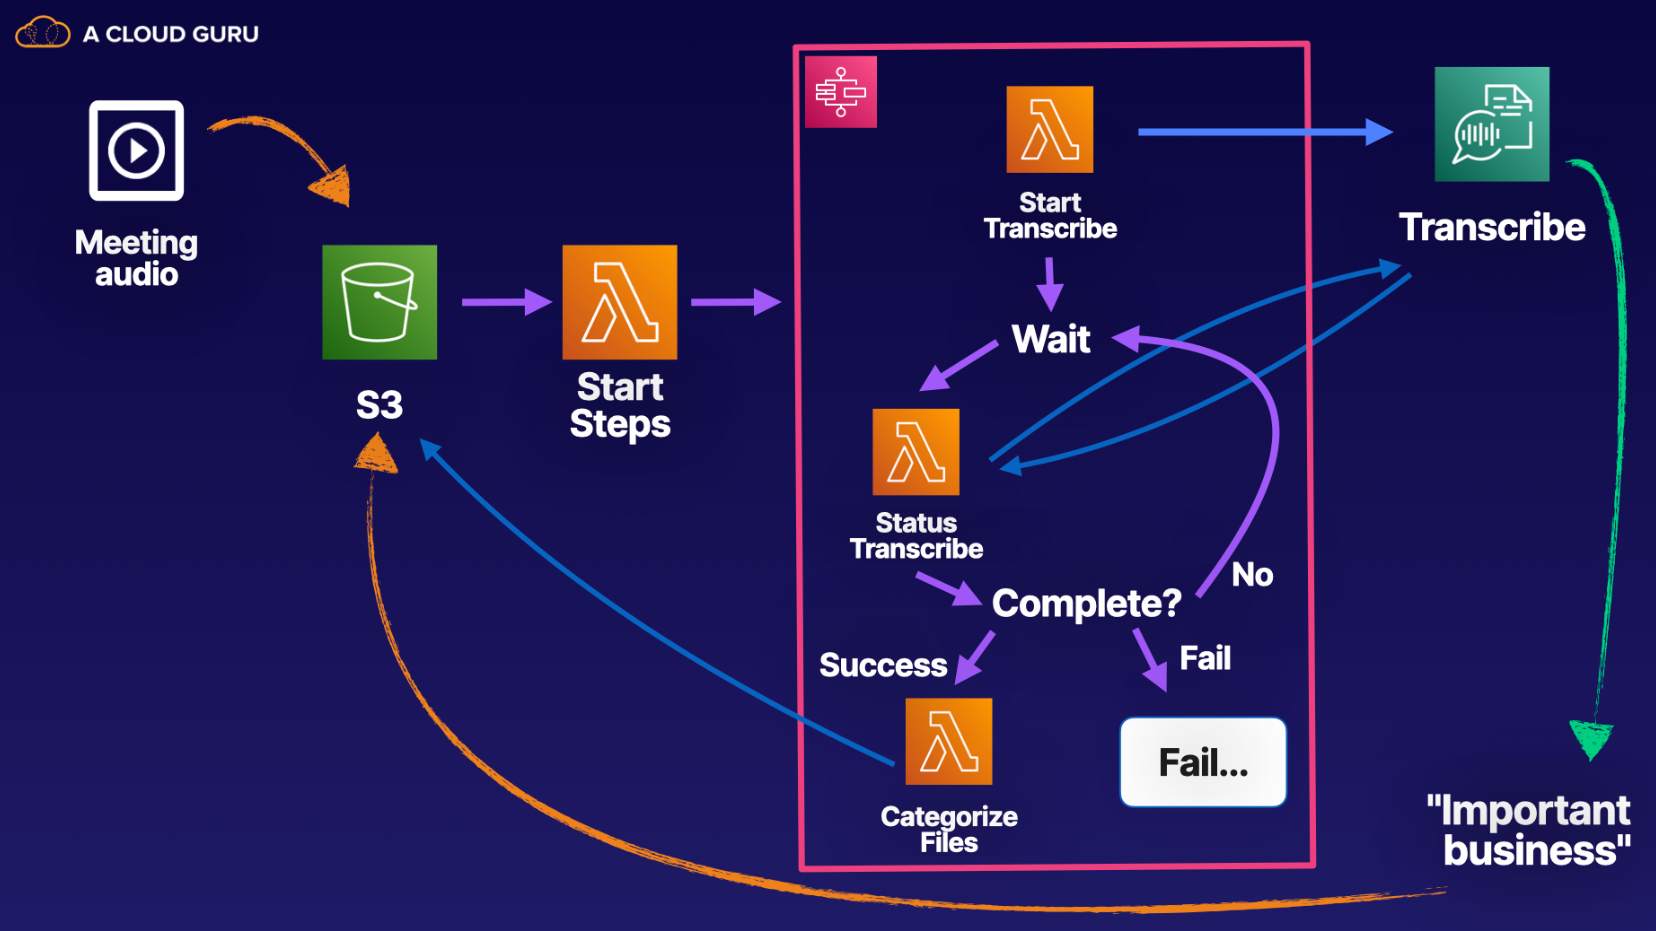 A CLOUD GURU
Meeting
audio
S3
Start
Steps
Start
Transcribe
Wait
Status
Transcribe
Complete?
No
Success
Fail
Categorize
Files
Fail...
Transcribe
"Important
business"